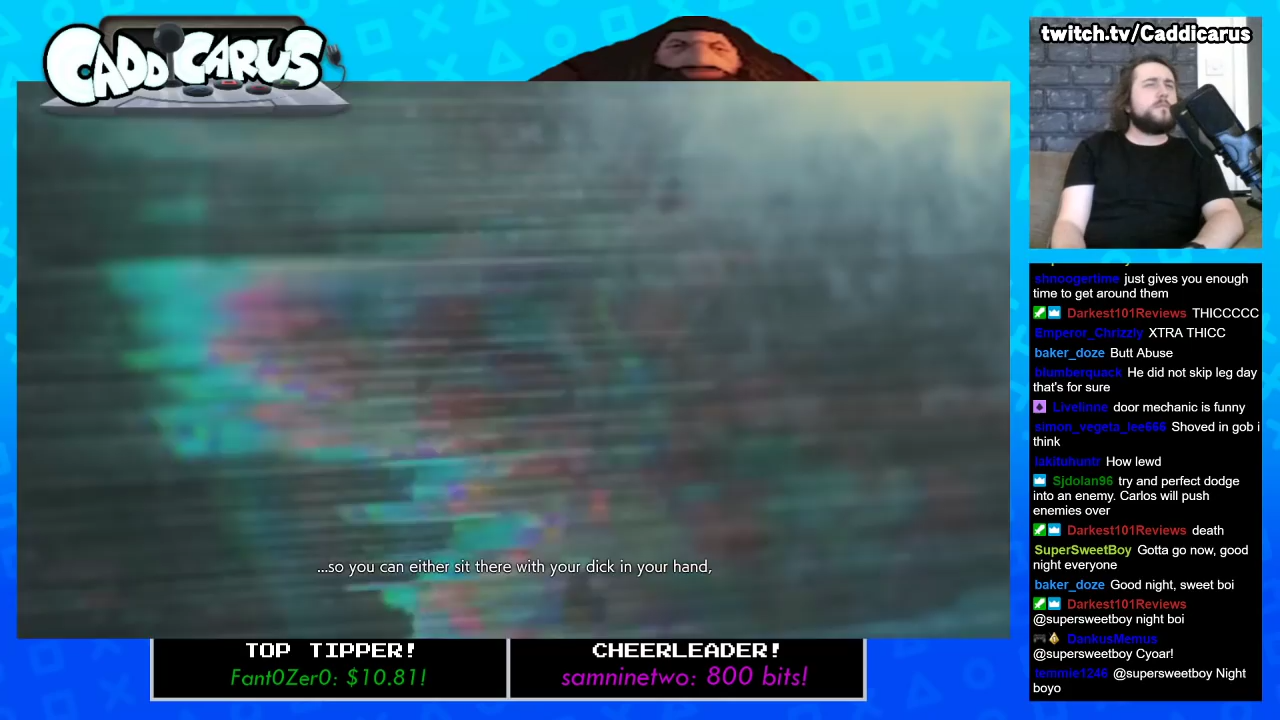 CADDICARUS
twitch.tv/Caddicarus
shnoogertime just gives you enough
time to get around them
Darkest101Reviews THICCCCC
Emperor_Chrizzly XTRA THICC
baker_doze Butt Abuse
blumberquack He did not skip leg day
that's for sure
Livelinne door mechanic is funny
simon_vegeta_lee666 Shoved in gob i
think
lakituhuntr How lewd
Sjdolan96 try and perfect dodge
into an enemy. Carlos will push
enemies over
Darkest101Reviews death
SuperSweetBoy Gotta go now, good
night everyone
baker_doze Good night, sweet boi
Darkest101Reviews
@supersweetboy night boi
DankusMemus
@supersweetboy Cyoar!
temmie1246 @supersweetboy Night
boyo
...so you can either sit there with your dick in your hand,
TOP TIPPER!
Fant0Zer0: $10.81!
CHEERLEADER!
samninetwo: 800 bits!